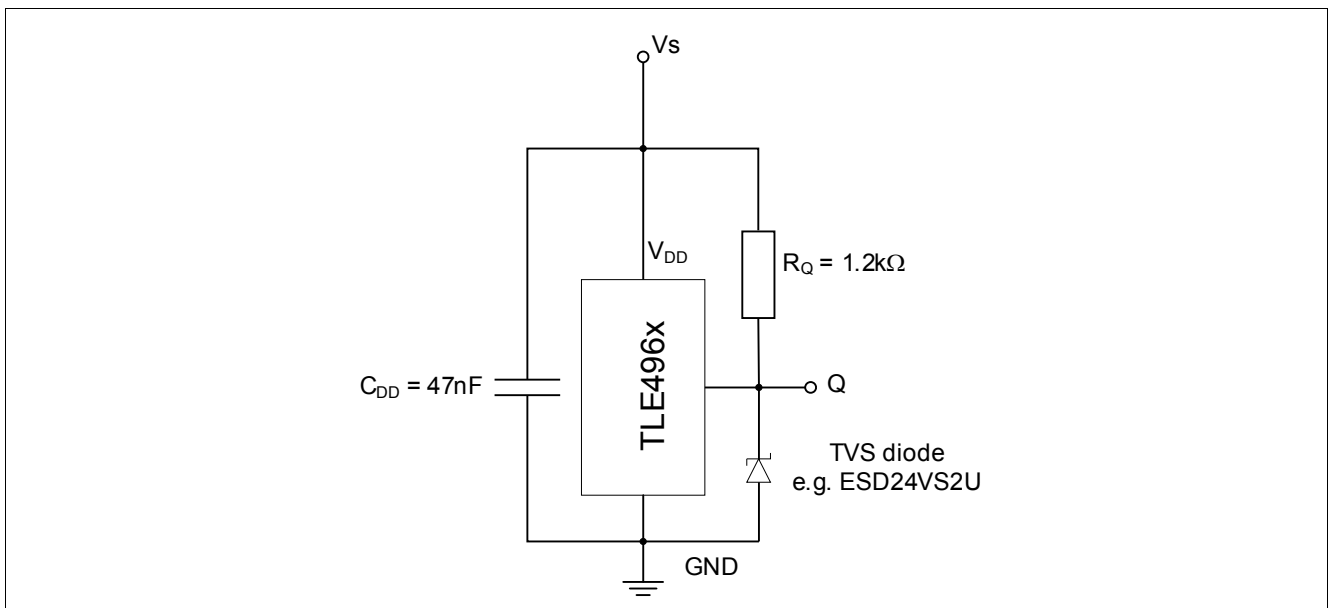 Vs
V_DD
R_Q = 1.2kΩ
TLE496x
C_DD = 47nF
Q
TVS diode
e.g. ESD24VS2U
GND